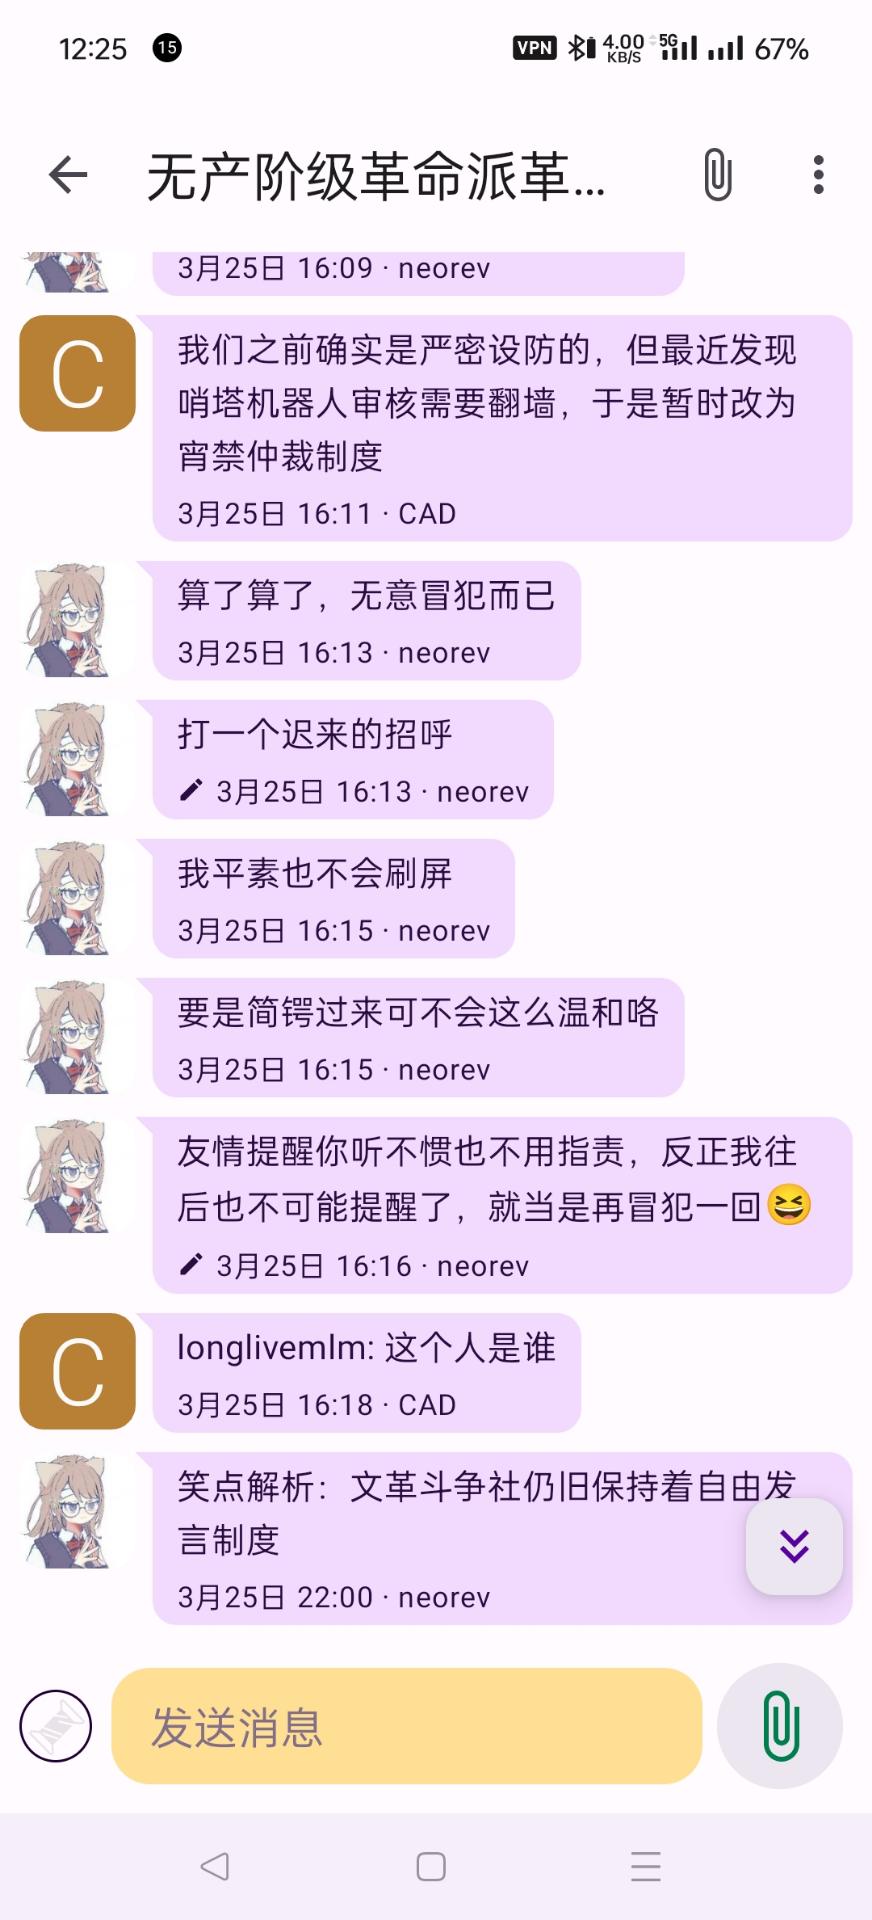 12:25
15
VPN
4.00
KB/S
5G
67%
无产阶级革命派革…
3月25日 16:09 · neorev
C
我们之前确实是严密设防的，但最近发现
哨塔机器人审核需要翻墙，于是暂时改为
宵禁仲裁制度
3月25日 16:11 · CAD
算了算了，无意冒犯而已
3月25日 16:13 · neorev
打一个迟来的招呼
3月25日 16:13 · neorev
我平素也不会刷屏
3月25日 16:15 · neorev
要是简锷过来可不会这么温和咯
3月25日 16:15 · neorev
友情提醒你听不惯也不用指责，反正我往
后也不可能提醒了，就当是再冒犯一回😆
3月25日 16:16 · neorev
C
longlivemlm: 这个人是谁
3月25日 16:18 · CAD
笑点解析：文革斗争社仍旧保持着自由发
言制度
3月25日 22:00 · neorev
发送消息